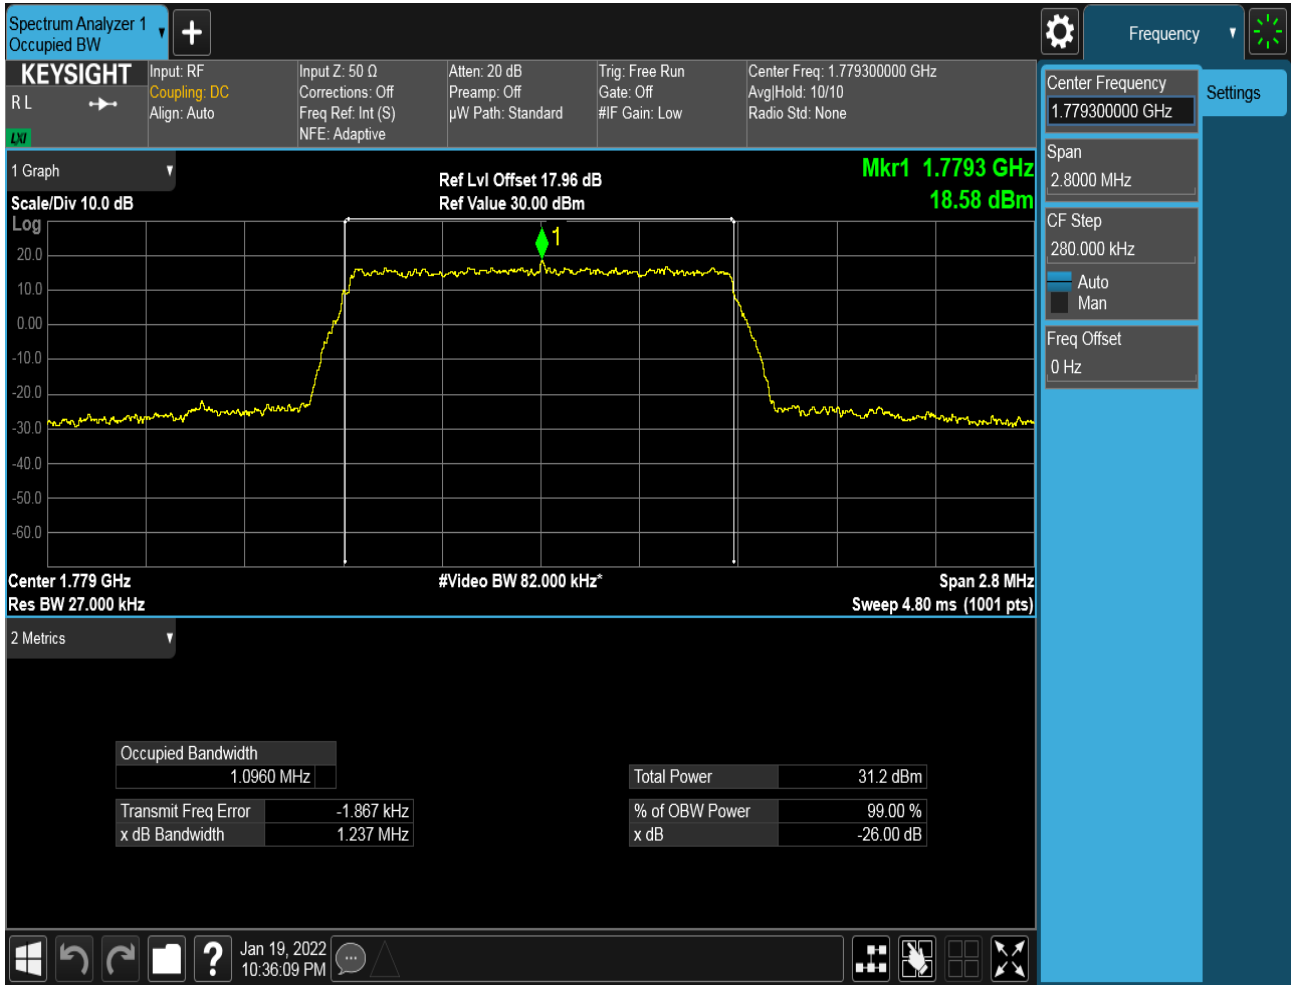 Spectrum Analyzer 1
Occupied BW
Frequency
KEYSIGHT
R L
LXI
Input: RF
Coupling: DC
Align: Auto
Input Z: 50 Ω
Corrections: Off
Freq Ref: Int (S)
NFE: Adaptive
Atten: 20 dB
Preamp: Off
µW Path: Standard
Trig: Free Run
Gate: Off
#IF Gain: Low
Center Freq: 1.779300000 GHz
Avg|Hold: 10/10
Radio Std: None
Center Frequency
1.779300000 GHz
Settings
Span
2.8000 MHz
CF Step
280.000 kHz
Auto
Man
Freq Offset
0 Hz
1 Graph
Scale/Div 10.0 dB
Ref Lvl Offset 17.96 dB
Ref Value 30.00 dBm
Mkr1 1.7793 GHz
18.58 dBm
Log
1
20.0
10.0
0.00
-10.0
-20.0
-30.0
-40.0
-50.0
-60.0
Center 1.779 GHz
#Video BW 82.000 kHz*
Span 2.8 MHz
Res BW 27.000 kHz
Sweep 4.80 ms (1001 pts)
2 Metrics
Occupied Bandwidth
1.0960 MHz
Transmit Freq Error -1.867 kHz
x dB Bandwidth 1.237 MHz
Total Power 31.2 dBm
% of OBW Power 99.00 %
x dB -26.00 dB
?
Jan 19, 2022
10:36:09 PM